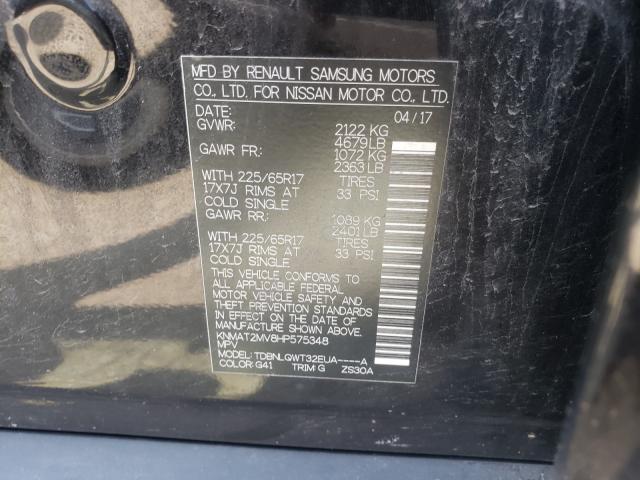 MFD BY RENAULT SAMSUNG MOTORS
CO., LTD. FOR NISSAN MOTOR CO., LTD.
DATE: 04/17
GVWR: 2122 KG
4679 LB
GAWR FR: 1072 KG
2363 LB
WITH 225/65R17 TIRES
17X7J RIMS AT 33 PSI
COLD SINGLE
GAWR RR: 1089 KG
2401 LB
WITH 225/65R17 TIRES
17X7J RIMS AT 33 PSI
COLD SINGLE
THIS VEHICLE CONFORMS TO
ALL APPLICABLE FEDERAL
MOTOR VEHICLE SAFETY AND
THEFT PREVENTION STANDARDS
IN EFFECT ON THE DATE OF
MANUFACTURE SHOWN ABOVE.
KNMAT2MV8HP575348
MPV
MODEL: TDBNLQWT32EUA----A
COLOR: G41 TRIM: G ZS30A